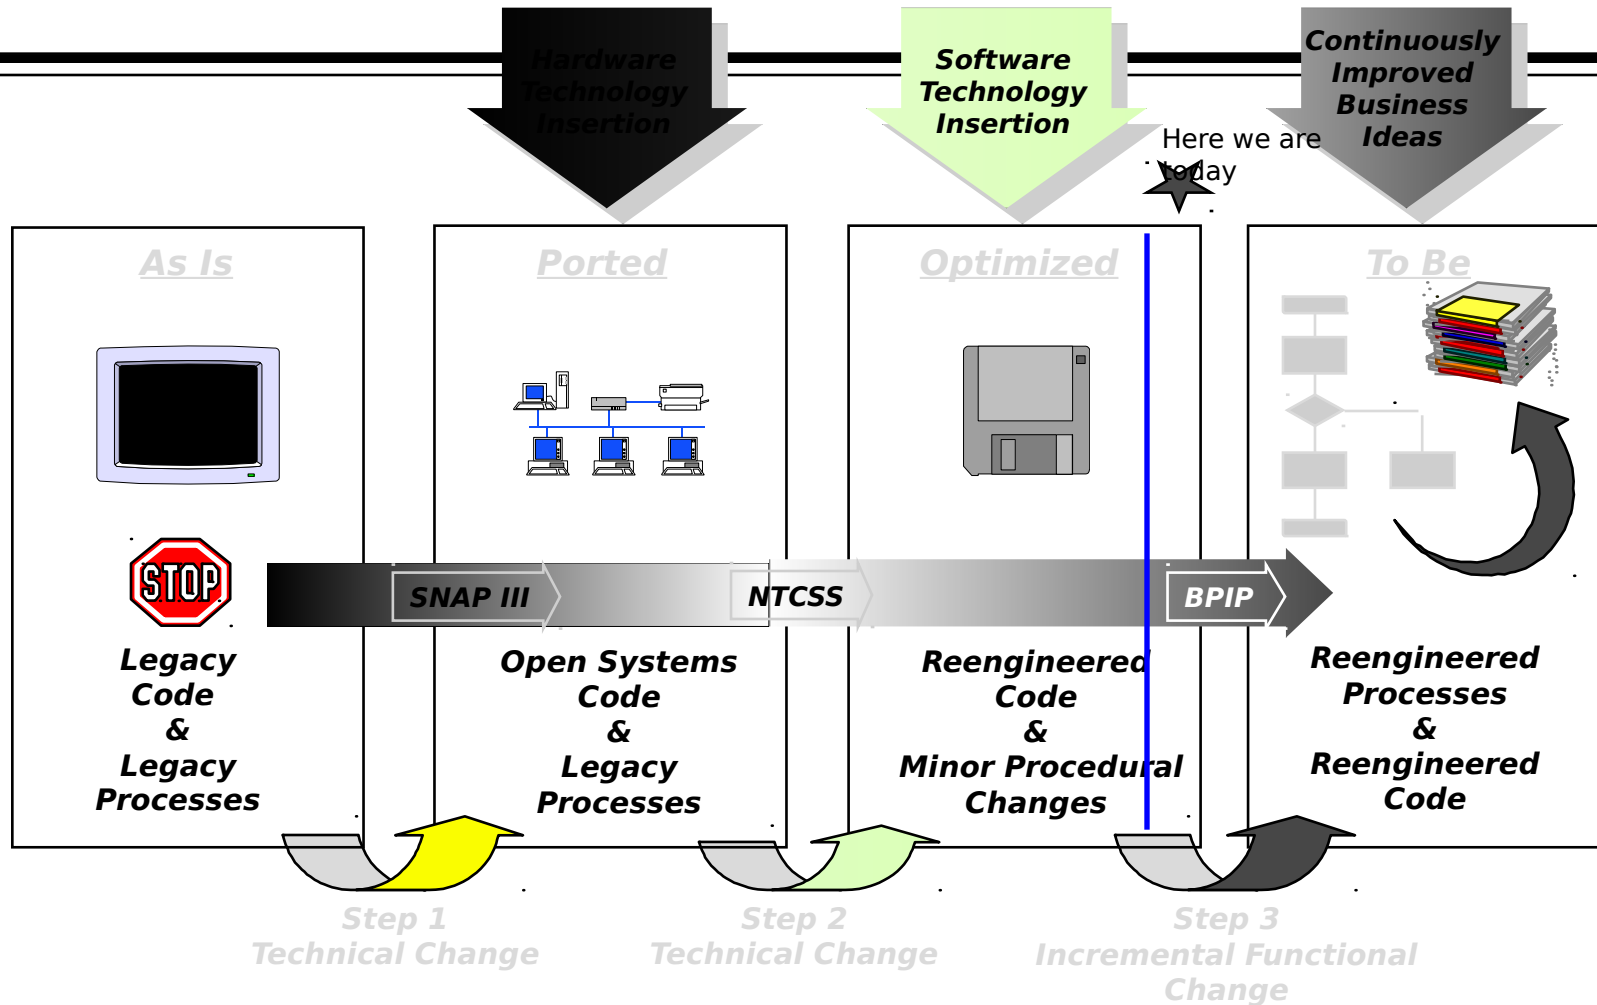 Hardware
Technology
Insertion
Software
Technology
Insertion
Continuously
Improved
Business
Ideas
Here we are
today
As Is
Ported
Optimized
To Be
STOP
SNAP III
NTCSS
BPIP
Legacy
Code
&
Legacy
Processes
Open Systems
Code
&
Legacy
Processes
Reengineered
Code
&
Minor Procedural
Changes
Reengineered
Processes
&
Reengineered
Code
Step 1
Technical Change
Step 2
Technical Change
Step 3
Incremental Functional
Change